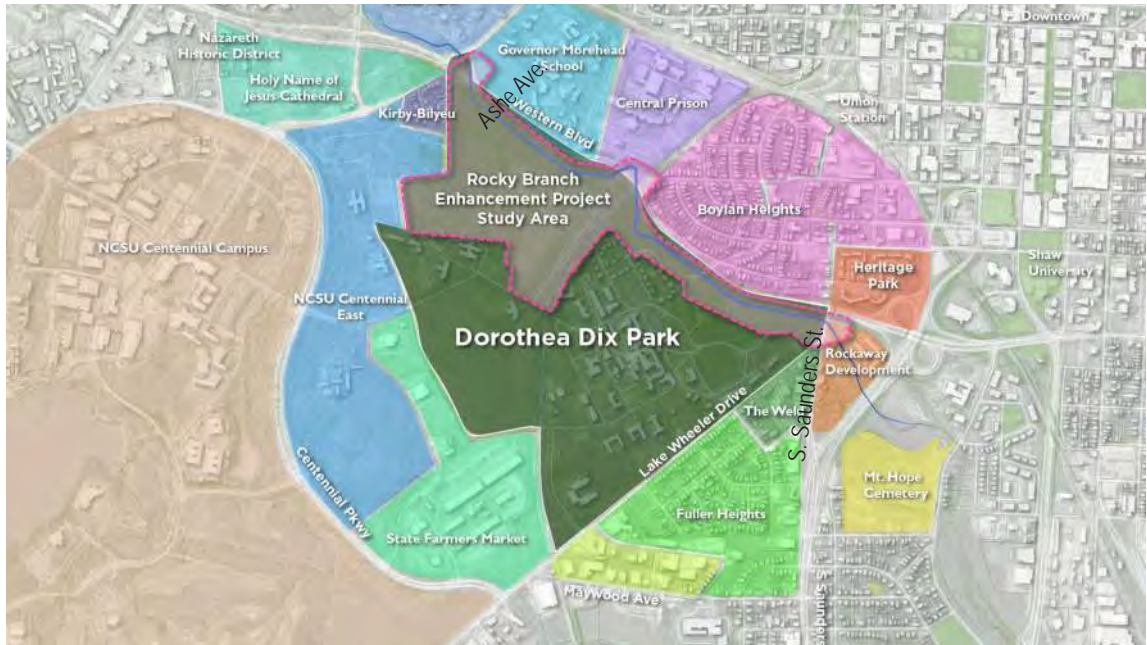 Downtown
Nazareth
Historic District
Governor Morehead
School
Holy Name of
Jesus Cathedral
Ashe Ave
Central Prison
Kirby-Bilyeu
Western Blvd
Union
Station
Rocky Branch
Enhancement Project
Study Area
Boylan Heights
NCSU Centennial Campus
Shaw
University
Heritage
Park
NCSU Centennial
East
Dorothea Dix Park
Rockaway
Development
S. Saunders St.
Lake Wheeler Drive
The Weld
Mt. Hope
Cemetery
Centennial Pkwy
Fuller Heights
State Farmers Market
Maywood Ave